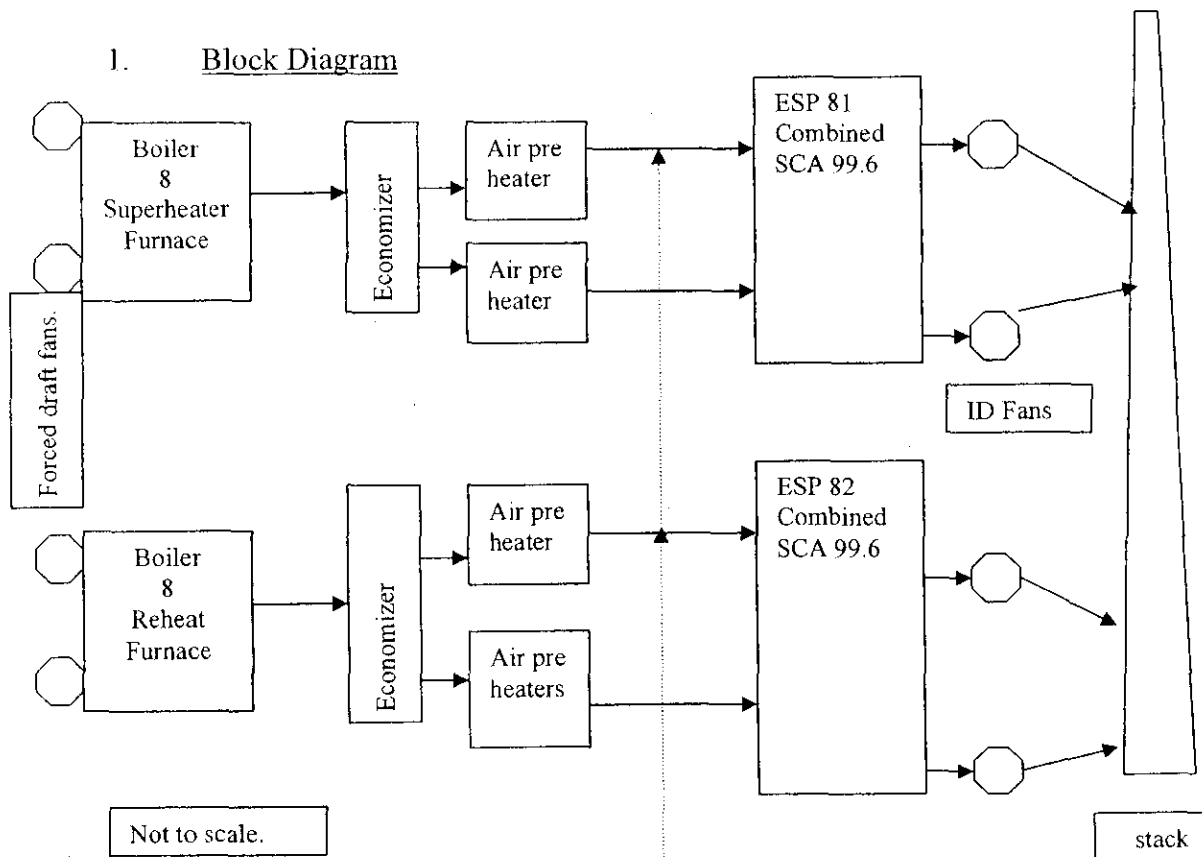 1. Block Diagram
Boiler
8
Superheater
Furnace
Economizer
Air pre
heater
Air pre
heater
ESP 81
Combined
SCA 99.6
Forced draft fans.
ID Fans
Boiler
8
Reheat
Furnace
Economizer
Air pre
heater
Air pre
heaters
ESP 82
Combined
SCA 99.6
Not to scale.
stack